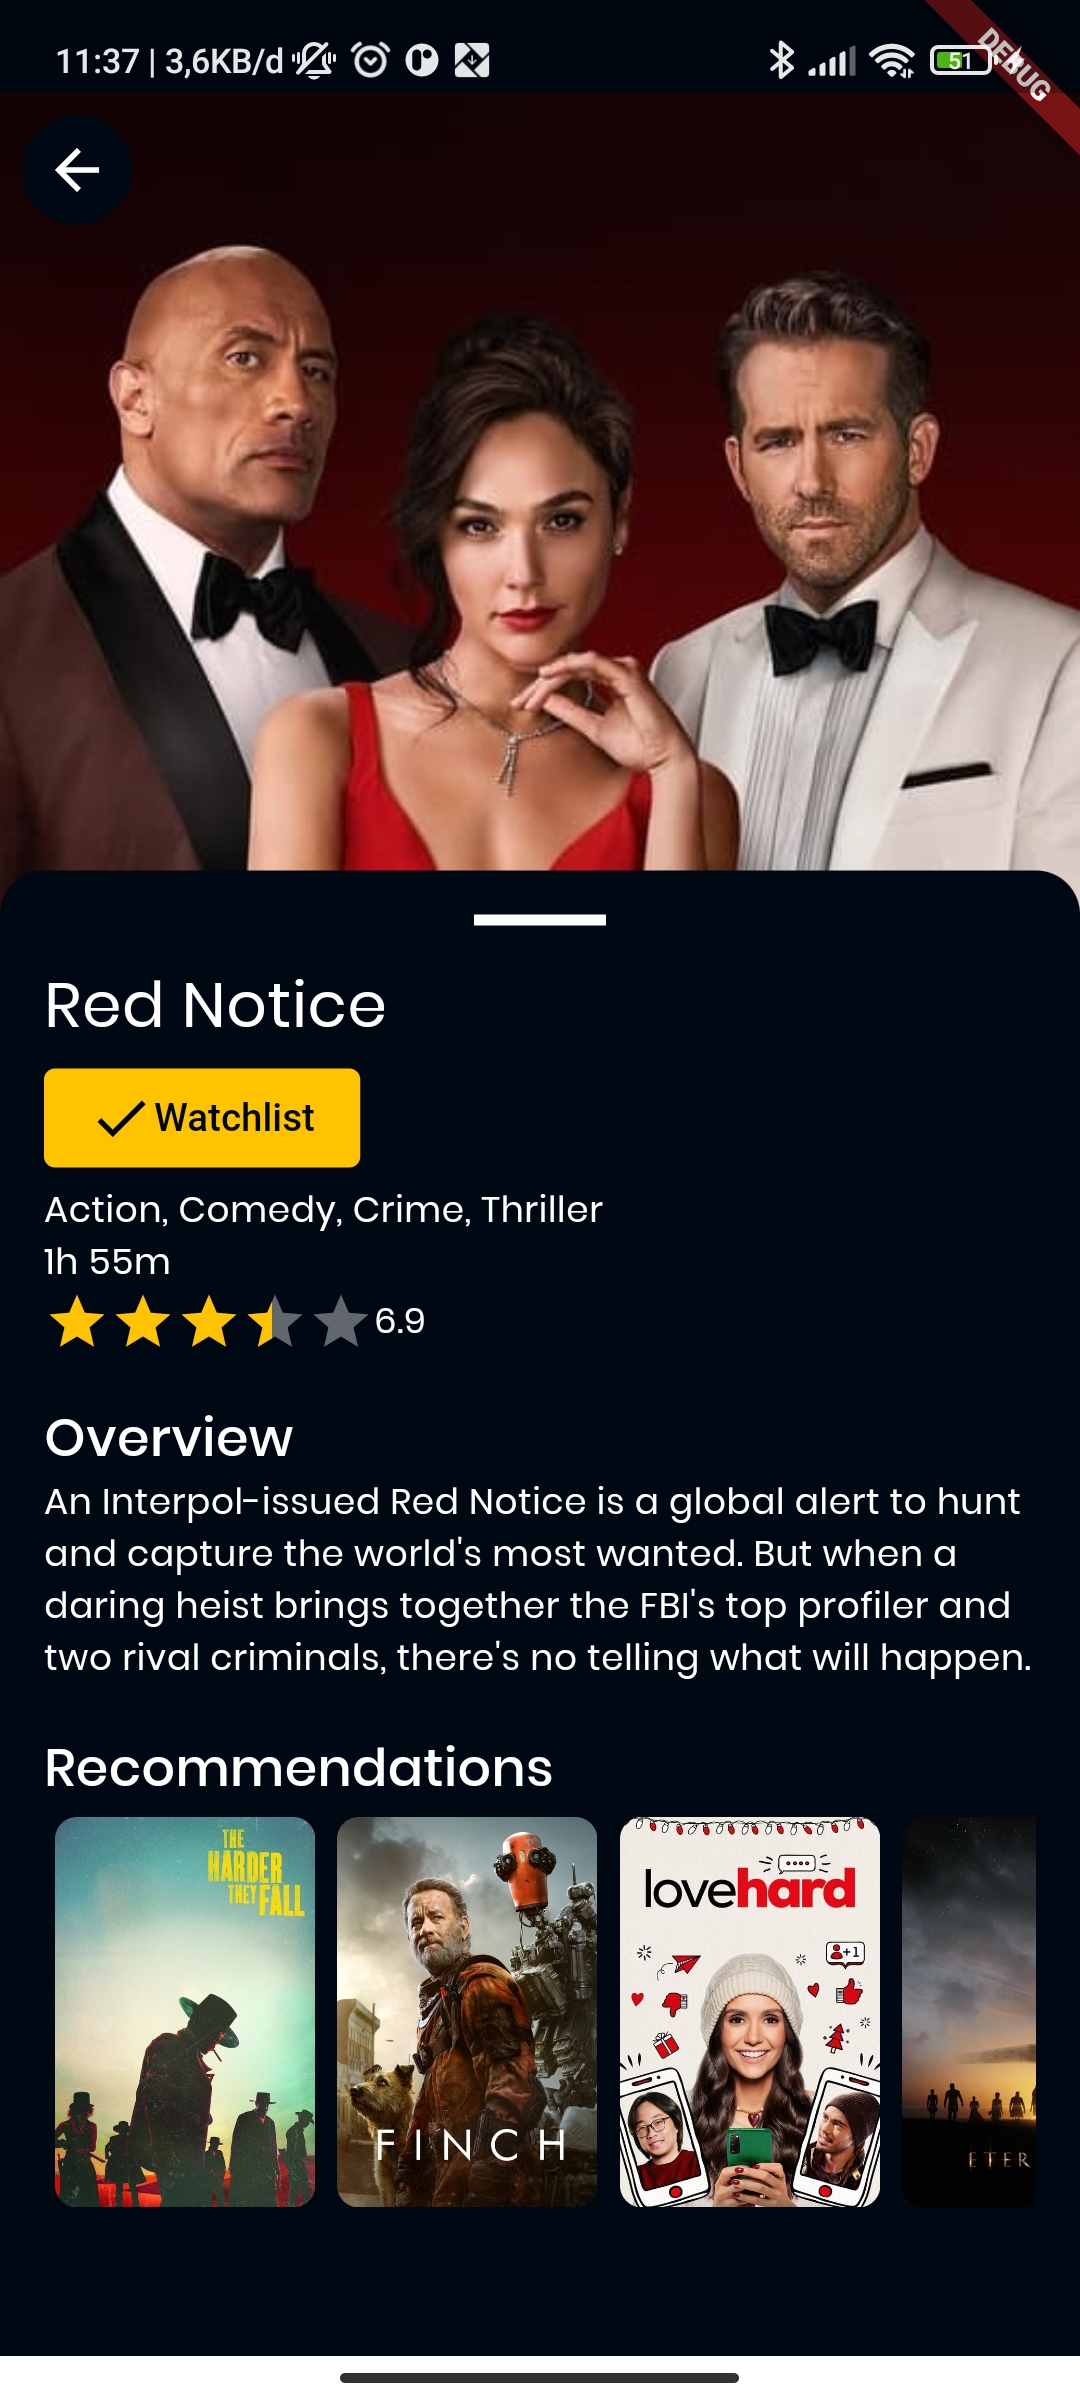 11:37 | 3,6KB/d
51
DEBUG
Red Notice
Watchlist
Action, Comedy, Crime, Thriller
1h 55m
6.9
Overview
An Interpol-issued Red Notice is a global alert to hunt
and capture the world's most wanted. But when a
daring heist brings together the FBI's top profiler and
two rival criminals, there's no telling what will happen.
Recommendations
THE
HARDER
THEY FALL
FINCH
lovehard
+1
ETER